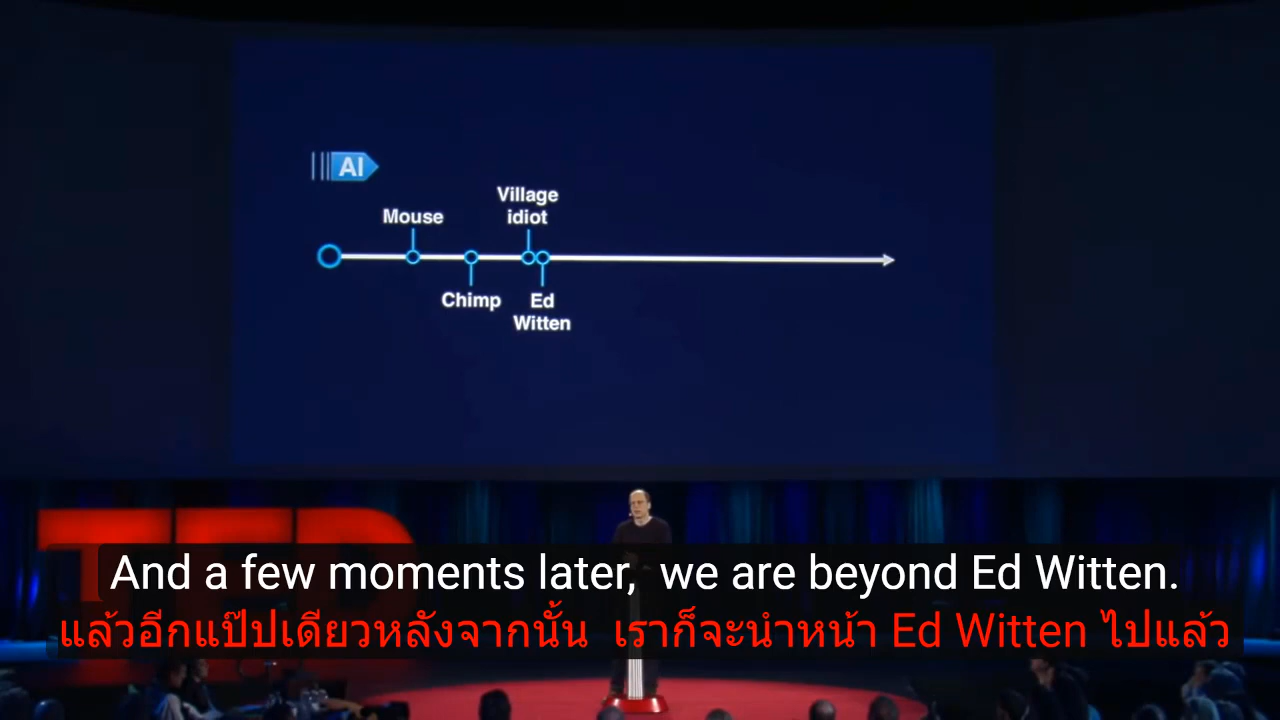 AI
Village
idiot
Mouse
Chimp
Ed
Witten
TED
And a few moments later, we are beyond Ed Witten.
แล้วอีกแป๊ปเดียวหลังจากนั้น เราก็จะนำหน้า Ed Witten ไปแล้ว